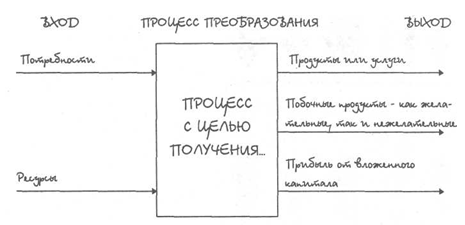 ВХОД
ПРОЦЕСС ПРЕОБРАЗОВАНИЯ
ВЫХОД
Потребности
Ресурсы
ПРОЦЕСС
С ЦЕЛЬЮ
ПОЛУЧЕНИЯ...
Продукты или услуги
Побочные продукты - как жела-
тельные, так и нежелательные
Прибыль от вложенного
капитала